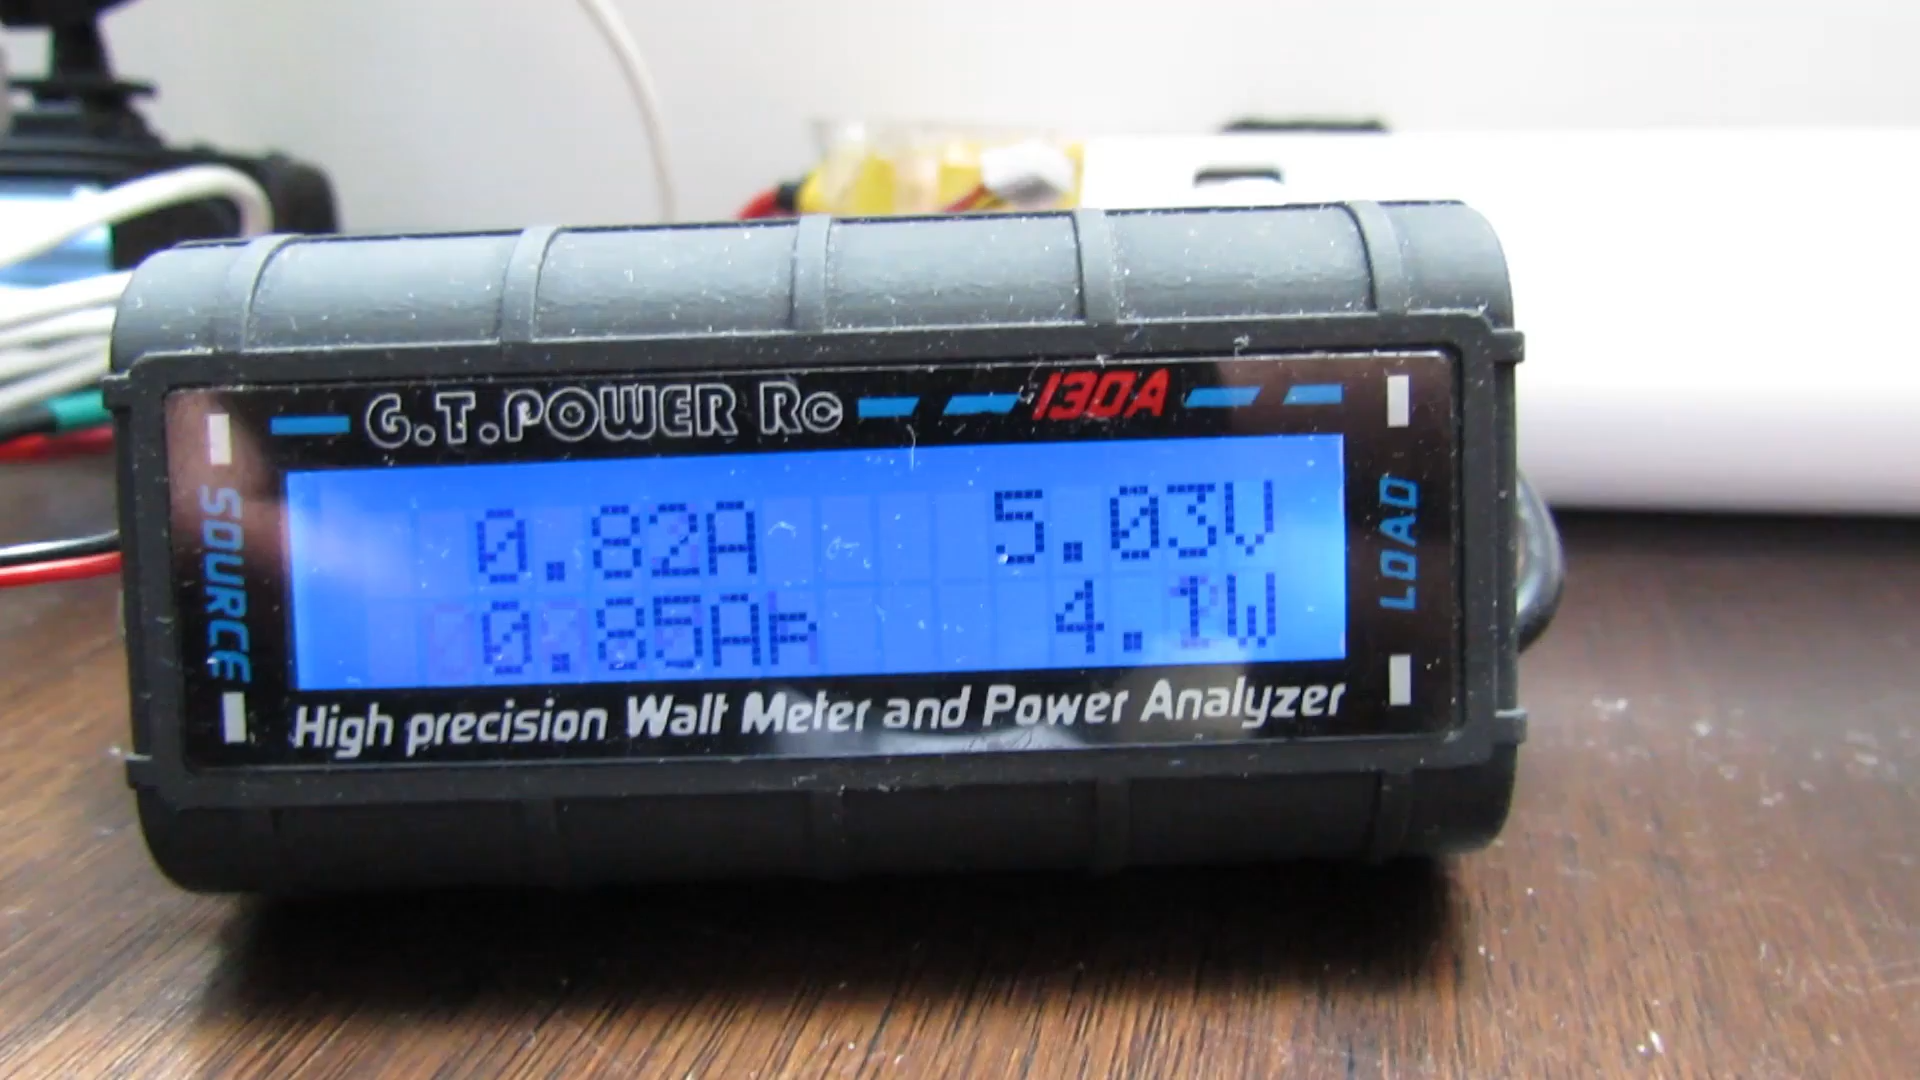 G.T.POWER RC 130A
SOURCE
0.82A 5.03V
0.85Ah 4.1W
LOAD
High precision Watt Meter and Power Analyzer